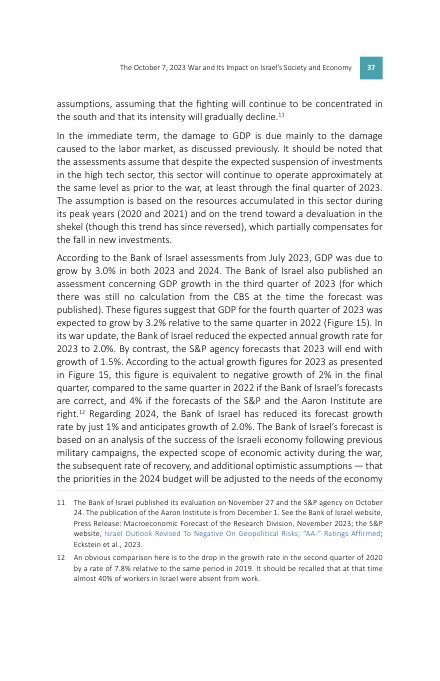 The October 7, 2023 War and Its Impact on Israel's Society and Economy 37
assumptions, assuming that the fighting will continue to be concentrated in
the south and that its intensity will gradually decline.11
In the immediate term, the damage to GDP is due mainly to the damage
caused to the labor market, as discussed previously. It should be noted that
the assessments assume that despite the expected suspension of investments
in the high tech sector, this sector will continue to operate approximately at
the same level as prior to the war, at least through the final quarter of 2023.
The assumption is based on the resources accumulated in this sector during
its peak years (2020 and 2021) and on the trend toward a devaluation in the
shekel (though this trend has since reversed), which partially compensates for
the fall in new investments.
According to the Bank of Israel assessments from July 2023, GDP was due to
grow by 3.0% in both 2023 and 2024. The Bank of Israel also published an
assessment concerning GDP growth in the third quarter of 2023 (for which
there was still no calculation from the CBS at the time the forecast was
published). These figures suggest that GDP for the fourth quarter of 2023 was
expected to grow by 3.2% relative to the same quarter in 2022 (Figure 15). In
its war update, the Bank of Israel reduced the expected annual growth rate for
2023 to 2.0%. By contrast, the S&P agency forecasts that 2023 will end with
growth of 1.5%. According to the actual growth figures for 2023 as presented
in Figure 15, this figure is equivalent to negative growth of 2% in the final
quarter, compared to the same quarter in 2022 if the Bank of Israel's forecasts
are correct, and 4% if the forecasts of the S&P and the Aaron Institute are
right.12 Regarding 2024, the Bank of Israel has reduced its forecast growth
rate by just 1% and anticipates growth of 2.0%. The Bank of Israel's forecast is
based on an analysis of the success of the Israeli economy following previous
military campaigns, the expected scope of economic activity during the war,
the subsequent rate of recovery, and additional optimistic assumptions — that
the priorities in the 2024 budget will be adjusted to the needs of the economy
11 The Bank of Israel published its evaluation on November 27 and the S&P agency on October
24. The publication of the Aaron Institute is from December 1. See the Bank of Israel website,
Press Release: Macroeconomic Forecast of the Research Division, November 2023; the S&P
website, Israel Outlook Revised To Negative On Geopolitical Risks; "AA-" Ratings Affirmed;
Eckstein et al., 2023.
12 An obvious comparison here is to the drop in the growth rate in the second quarter of 2020
by a rate of 7.8% relative to the same period in 2019. It should be recalled that at that time
almost 40% of workers in Israel were absent from work.